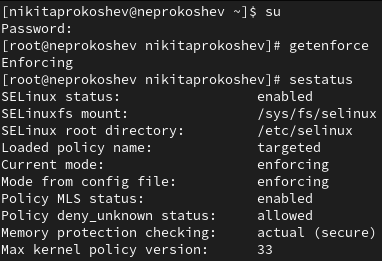 [nikitaprokoshev@neprokoshev ~]$ su
Password:
[root@neprokoshev nikitaprokoshev]# getenforce
Enforcing
[root@neprokoshev nikitaprokoshev]# sestatus
SELinux status:                 enabled
SELinuxfs mount:                /sys/fs/selinux
SELinux root directory:         /etc/selinux
Loaded policy name:             targeted
Current mode:                   enforcing
Mode from config file:          enforcing
Policy MLS status:              enabled
Policy deny_unknown status:     allowed
Memory protection checking:     actual (secure)
Max kernel policy version:      33